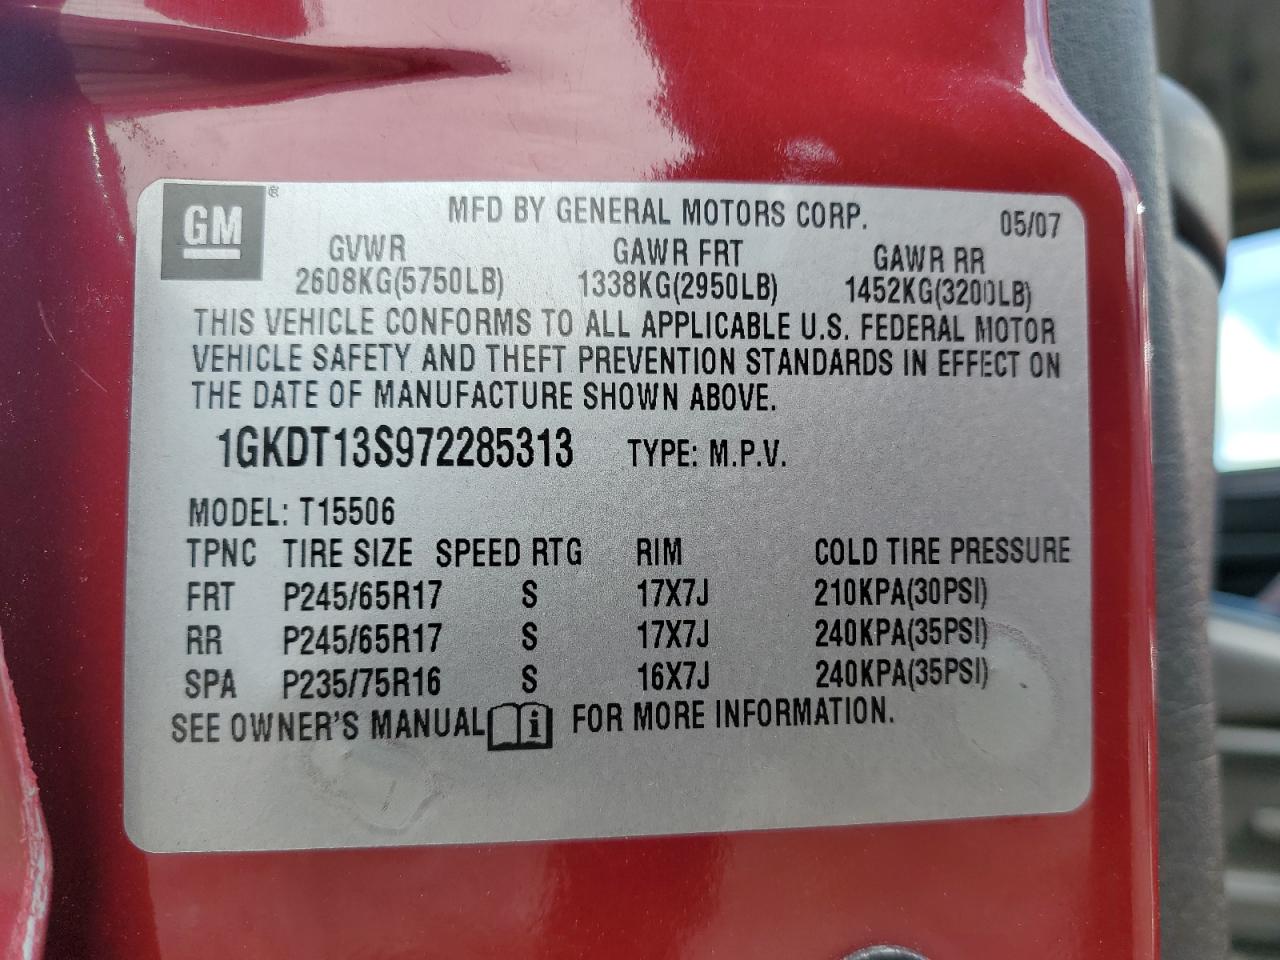 GM ®
MFD BY GENERAL MOTORS CORP. 05/07
GVWR GAWR FRT GAWR RR
2608KG(5750LB) 1338KG(2950LB) 1452KG(3200LB)
THIS VEHICLE CONFORMS TO ALL APPLICABLE U.S. FEDERAL MOTOR
VEHICLE SAFETY AND THEFT PREVENTION STANDARDS IN EFFECT ON
THE DATE OF MANUFACTURE SHOWN ABOVE.
1GKDT13S972285313 TYPE: M.P.V.
MODEL: T15506
TPNC TIRE SIZE SPEED RTG RIM COLD TIRE PRESSURE
FRT P245/65R17 S 17X7J 210KPA(30PSI)
RR P245/65R17 S 17X7J 240KPA(35PSI)
SPA P235/75R16 S 16X7J 240KPA(35PSI)
SEE OWNER'S MANUAL i FOR MORE INFORMATION.